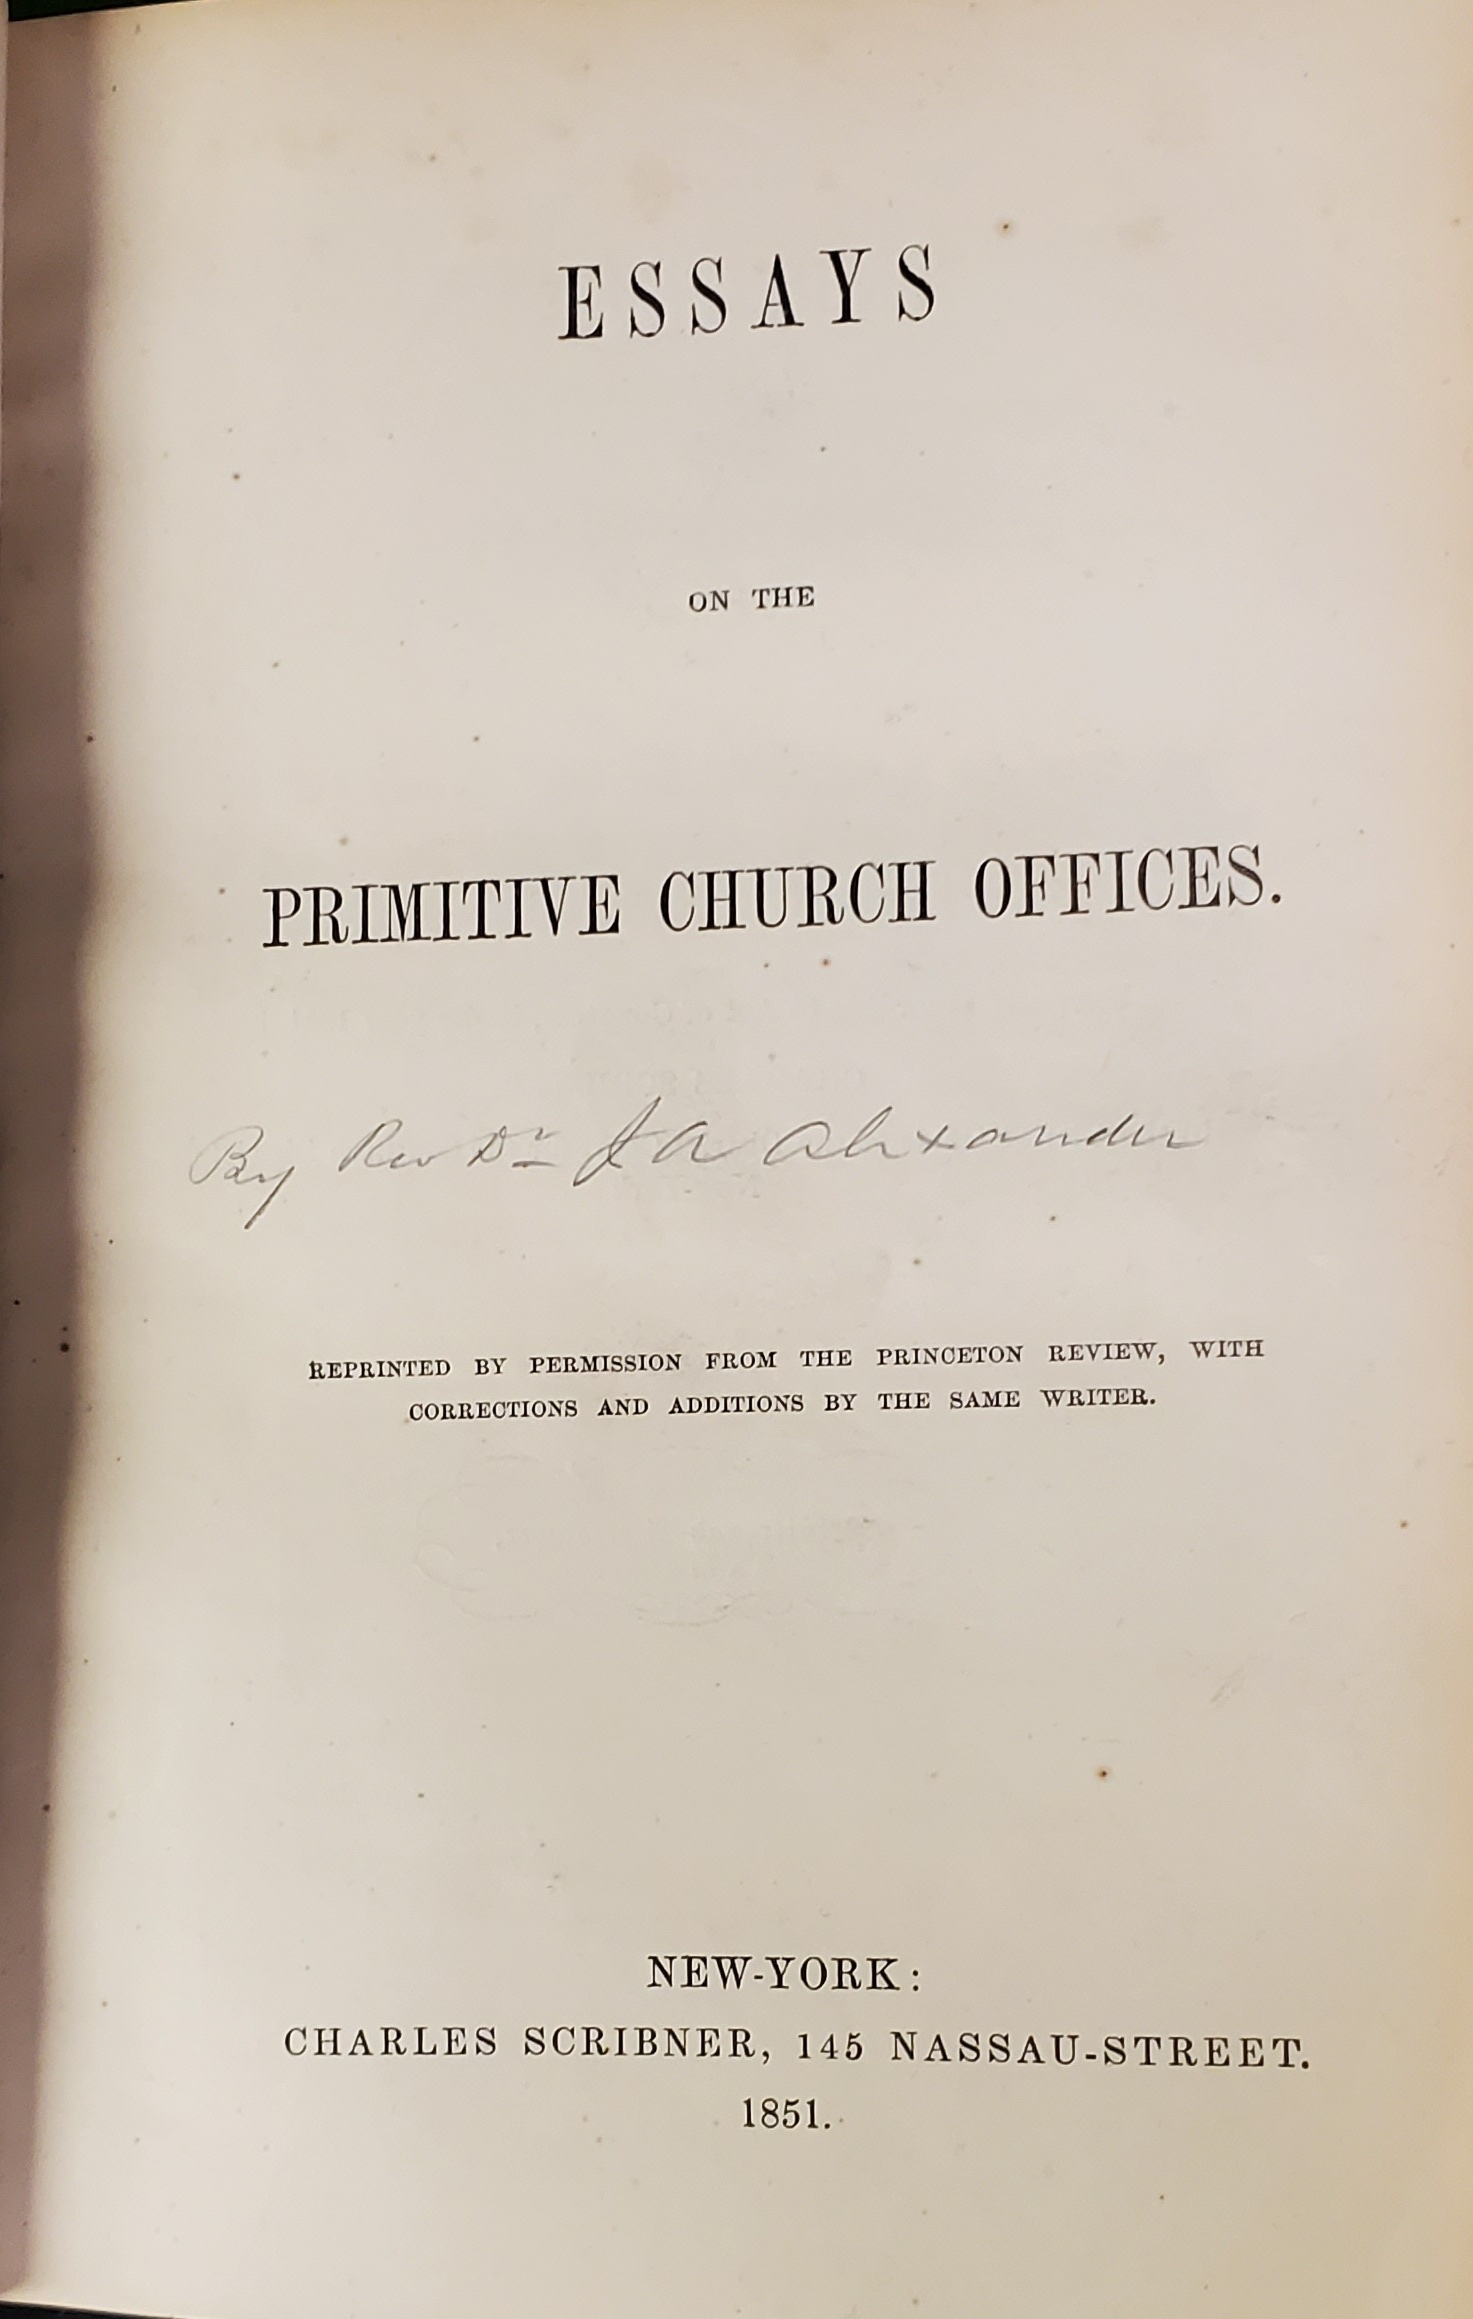 ESSAYS
ON THE
PRIMITIVE CHURCH OFFICES.
By Rev Dr J A Alexander
REPRINTED BY PERMISSION FROM THE PRINCETON REVIEW, WITH
CORRECTIONS AND ADDITIONS BY THE SAME WRITER.
NEW-YORK:
CHARLES SCRIBNER, 145 NASSAU-STREET.
1851.